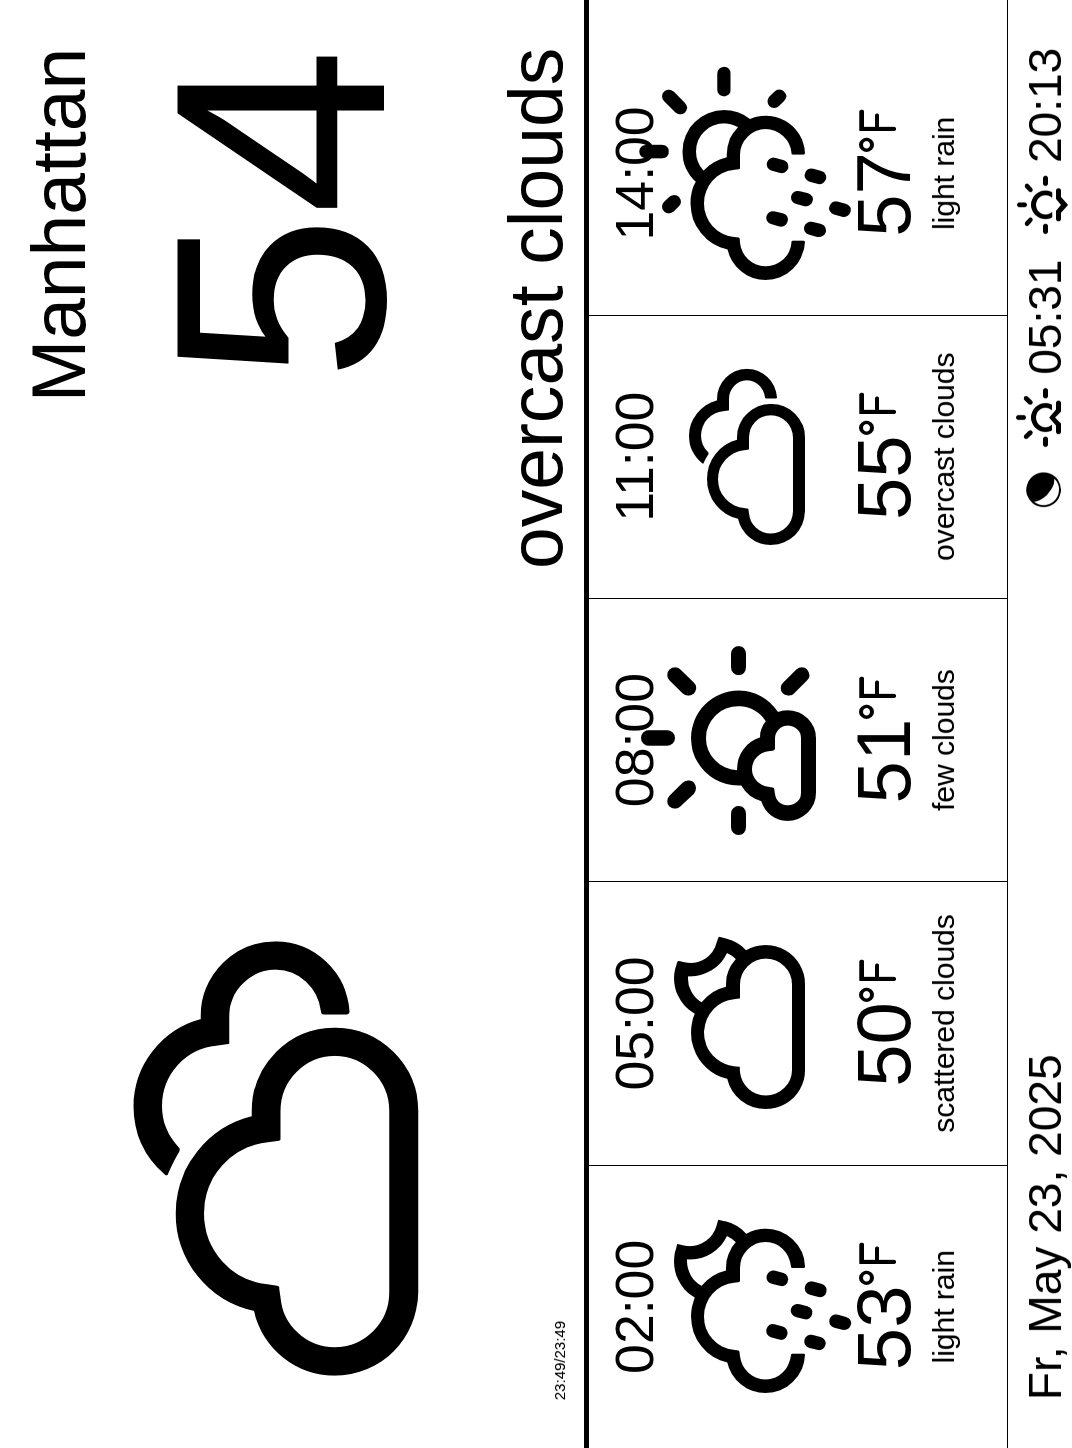 Manhattan
54
overcast clouds
23:49/23:49
02:00
53°F
light rain
05:00
50°F
scattered clouds
08:00
51°F
few clouds
11:00
55°F
overcast clouds
14:00
57°F
light rain
Fr, May 23, 2025
05:31
20:13